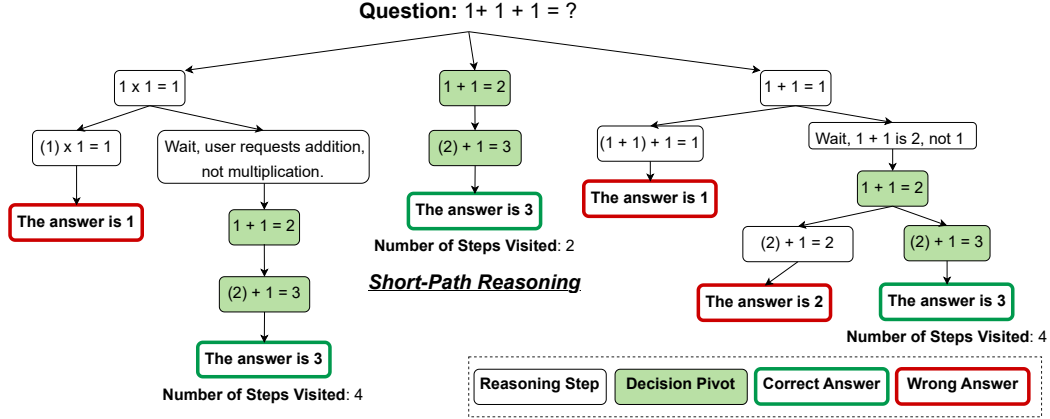 Question: 1+ 1 + 1 = ?
1 x 1 = 1
1 + 1 = 2
1 + 1 = 1
(1) x 1 = 1
Wait, user requests addition,
not multiplication.
(2) + 1 = 3
(1 + 1) + 1 = 1
Wait, 1 + 1 is 2, not 1
The answer is 1
1 + 1 = 2
The answer is 3
The answer is 1
1 + 1 = 2
Number of Steps Visited: 2
(2) + 1 = 2
(2) + 1 = 3
Short-Path Reasoning
(2) + 1 = 3
The answer is 2
The answer is 3
Number of Steps Visited: 4
The answer is 3
Number of Steps Visited: 4
Reasoning Step
Decision Pivot
Correct Answer
Wrong Answer